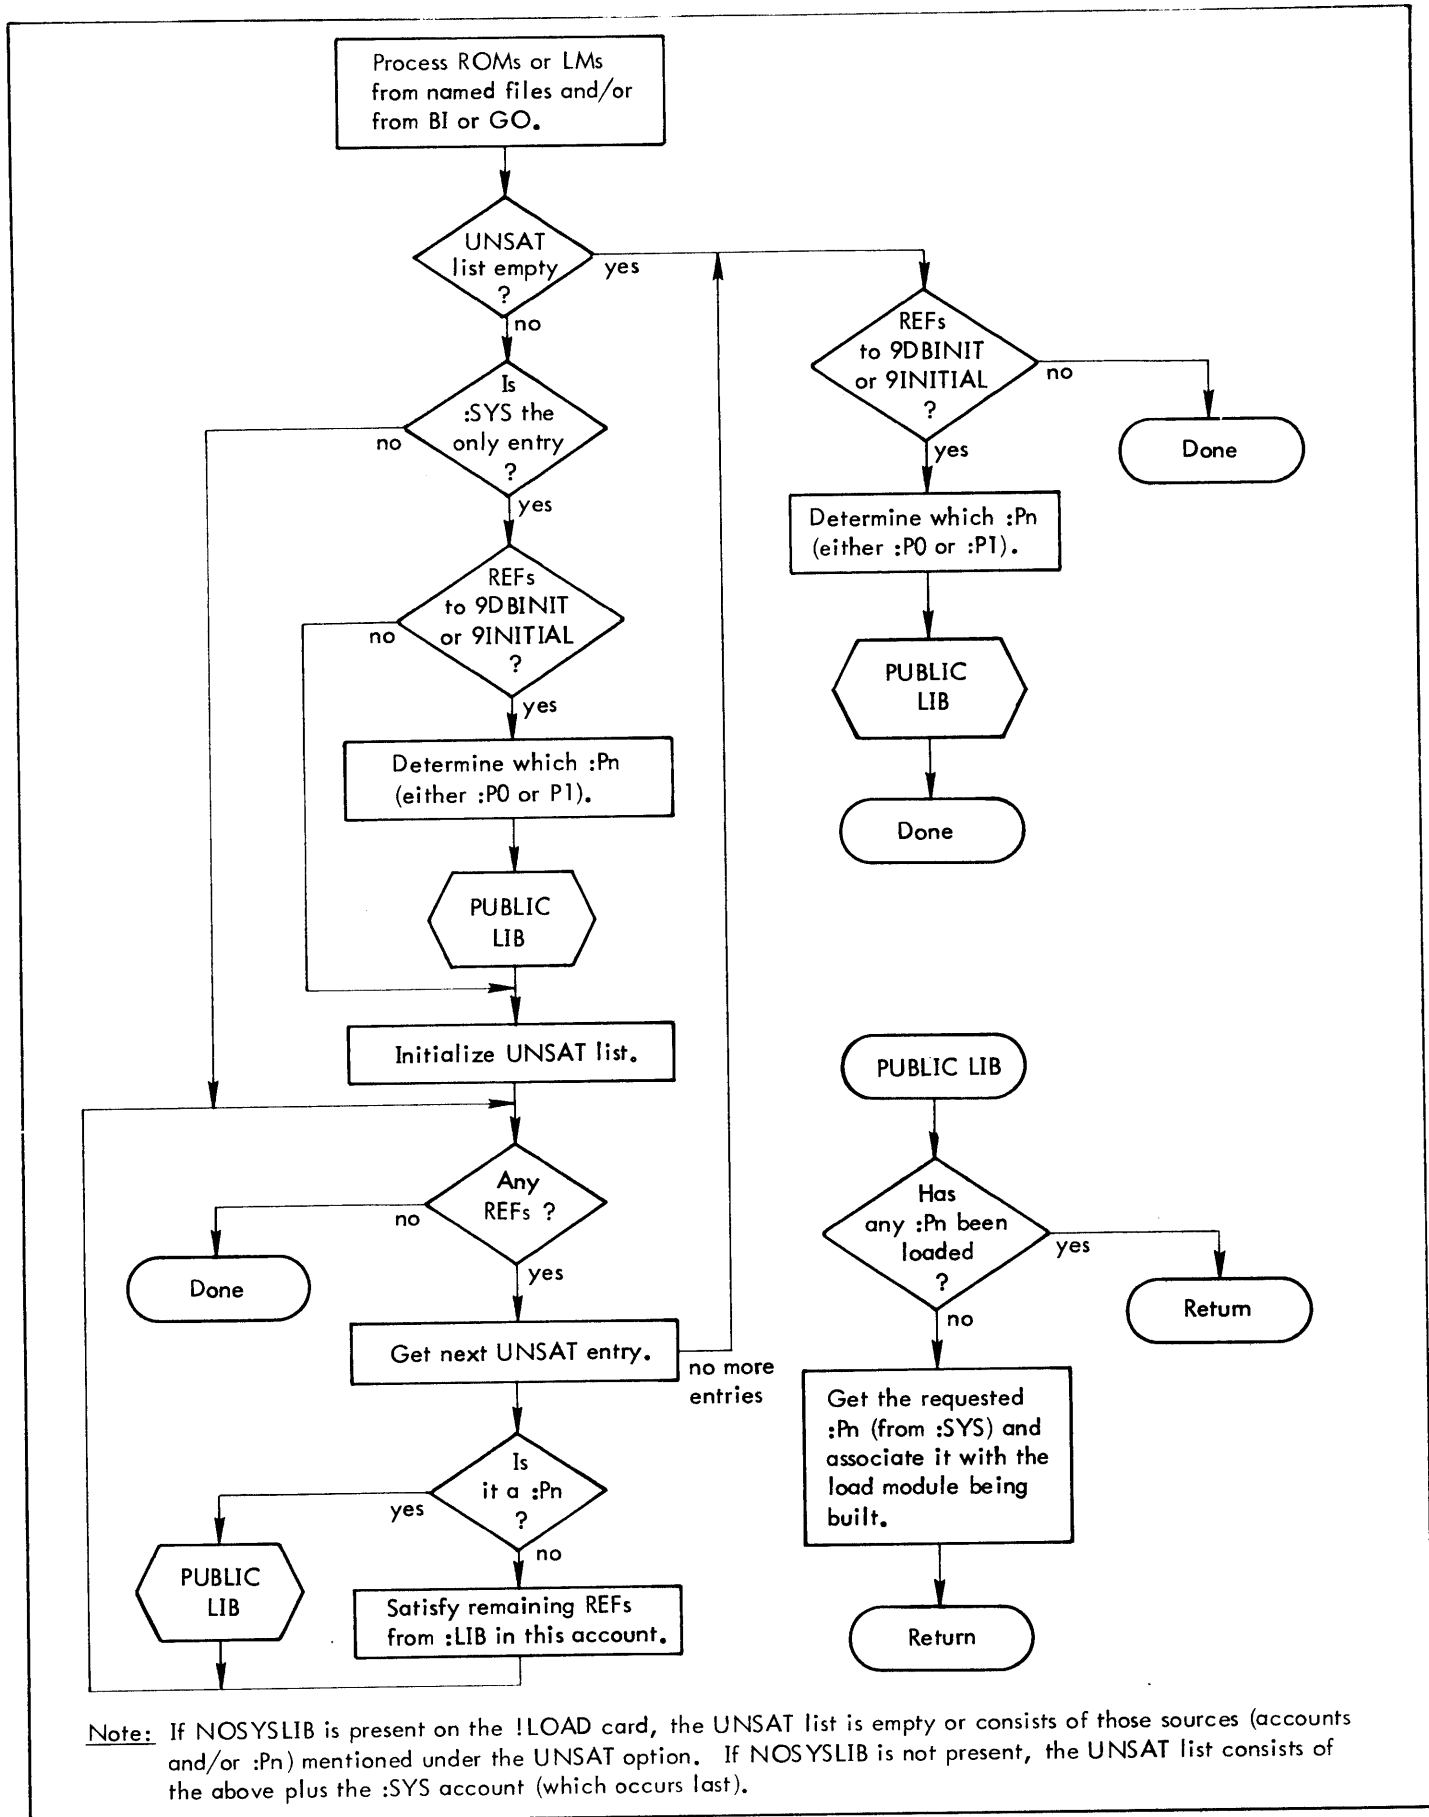 Process ROMs or LMs
from named files and/or
from BI or GO.
UNSAT
list empty
?
yes
no
Is
:SYS the
only entry
?
no
yes
REFs
to 9DBINIT
or 9INITIAL
?
no
yes
Determine which :Pn
(either :P0 or P1).
PUBLIC
LIB
Initialize UNSAT list.
Any
REFs ?
no
Done
yes
Get next UNSAT entry.
no more
entries
Is
it a :Pn
?
yes
no
PUBLIC
LIB
Satisfy remaining REFs
from :LIB in this account.
REFs
to 9DBINIT
or 9INITIAL
?
no
Done
yes
Determine which :Pn
(either :P0 or :P1).
PUBLIC
LIB
Done
PUBLIC LIB
Has
any :Pn been
loaded
?
yes
Return
no
Get the requested
:Pn (from :SYS) and
associate it with the
load module being
built.
Return
Note: If NOSYSLIB is present on the !LOAD card, the UNSAT list is empty or consists of those sources (accounts
and/or :Pn) mentioned under the UNSAT option. If NOSYSLIB is not present, the UNSAT list consists of
the above plus the :SYS account (which occurs last).